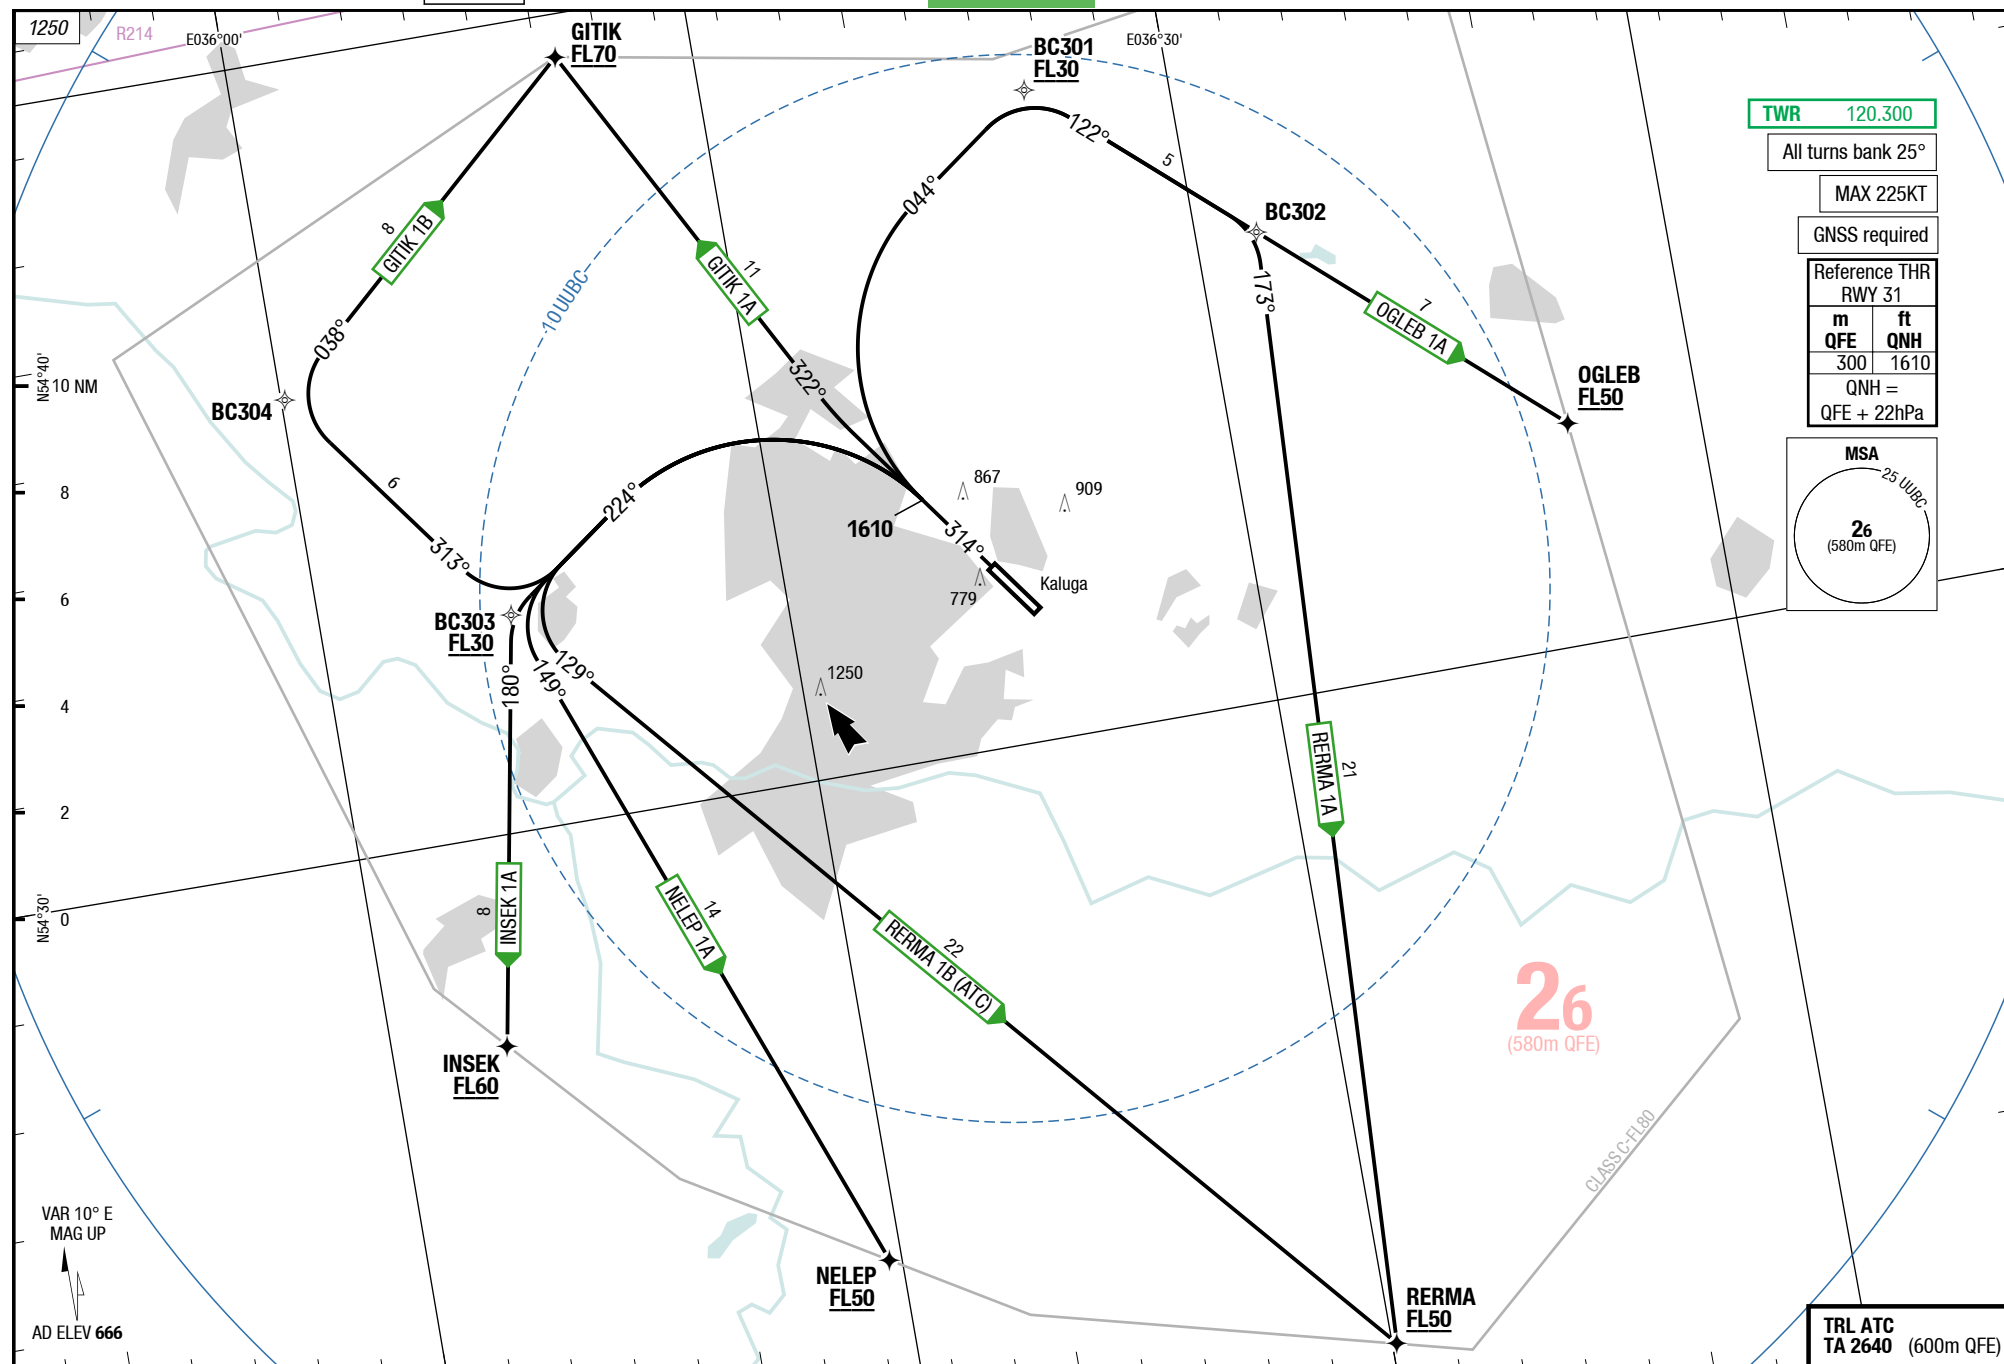 1250
R214
E036°00'
GITIK
FL70
BC301
FL30
E036°30'
TWR 120.300
All turns bank 25°
MAX 225KT
GNSS required
Reference THR
RWY 31
m ft
QFE QNH
300 1610
QNH =
QFE + 22hPa
MSA
25 UUBC
26
(580m QFE)
122°
5
BC302
044°
173°
8
GITIK 1B
11
GITIK 1A
10UUBC
7
OGLEB 1A
OGLEB
FL50
038°
322°
N54°40'
10 NM
BC304
6
224°
867
909
1610
314°
313°
8
6
779
Kaluga
BC303
FL30
129°
149°
180°
1250
4
2
0
N54°30'
RERMA 1A
21
8
INSEK 1A
14
NELEP 1A
22
RERMA 1B (ATC)
26
(580m QFE)
INSEK
FL60
CLASS C-FL80
VAR 10° E
MAG UP
AD ELEV 666
NELEP
FL50
RERMA
FL50
TRL ATC
TA 2640 (600m QFE)